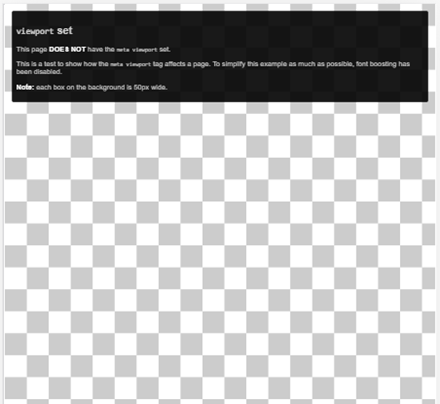 viewport set
This page DOES NOT have the meta viewport set.
This is a test to show how the meta viewport tag affects a page. To simplify this example as much as possible, font boosting has
been disabled.
Note: each box on the background is 50px wide.